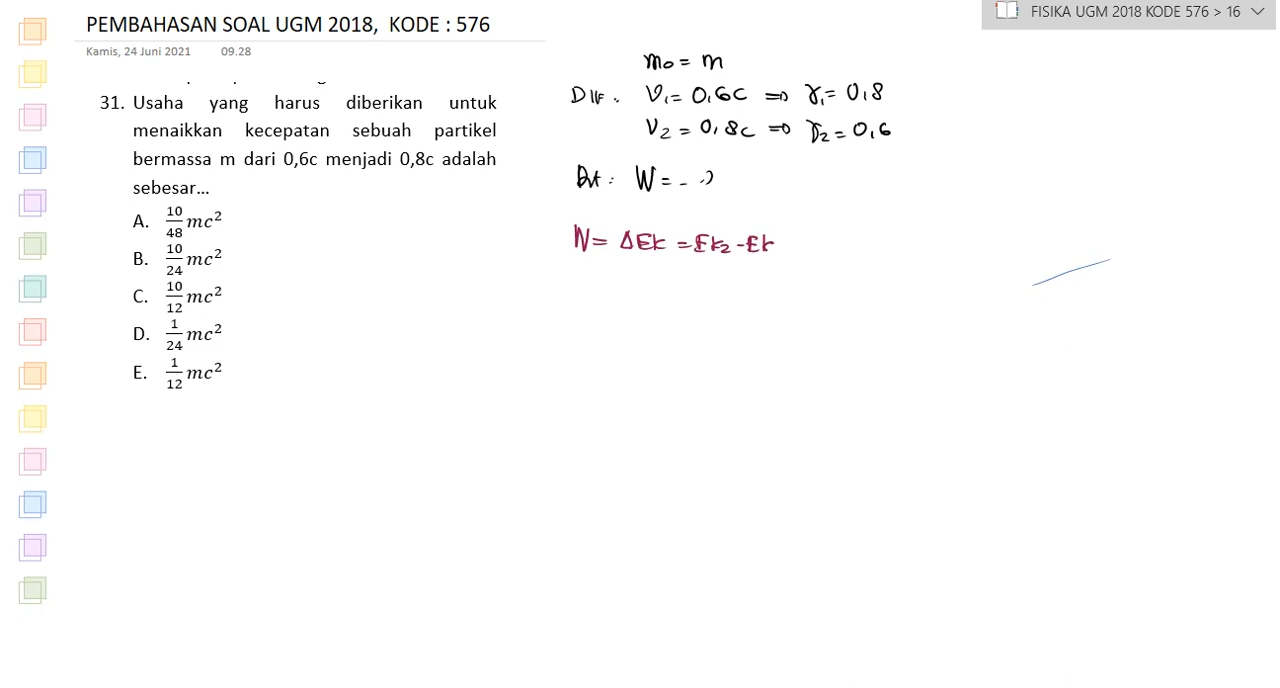 PEMBAHASAN SOAL UGM 2018, KODE : 576
Kamis, 24 Juni 2021 09.28
FISIKA UGM 2018 KODE 576 > 16
31. Usaha yang harus diberikan untuk
menaikkan kecepatan sebuah partikel
bermassa m dari 0,6c menjadi 0,8c adalah
sebesar...
A. 10/48 mc²
B. 10/24 mc²
C. 10/12 mc²
D. 1/24 mc²
E. 1/12 mc²
m₀ = m
V₁ = 0,6c ⇒ γ₁ = 0,8
V₂ = 0,8c ⇒ γ₂ = 0,6
W =
W = ΔEk = Ek₂ - Ek